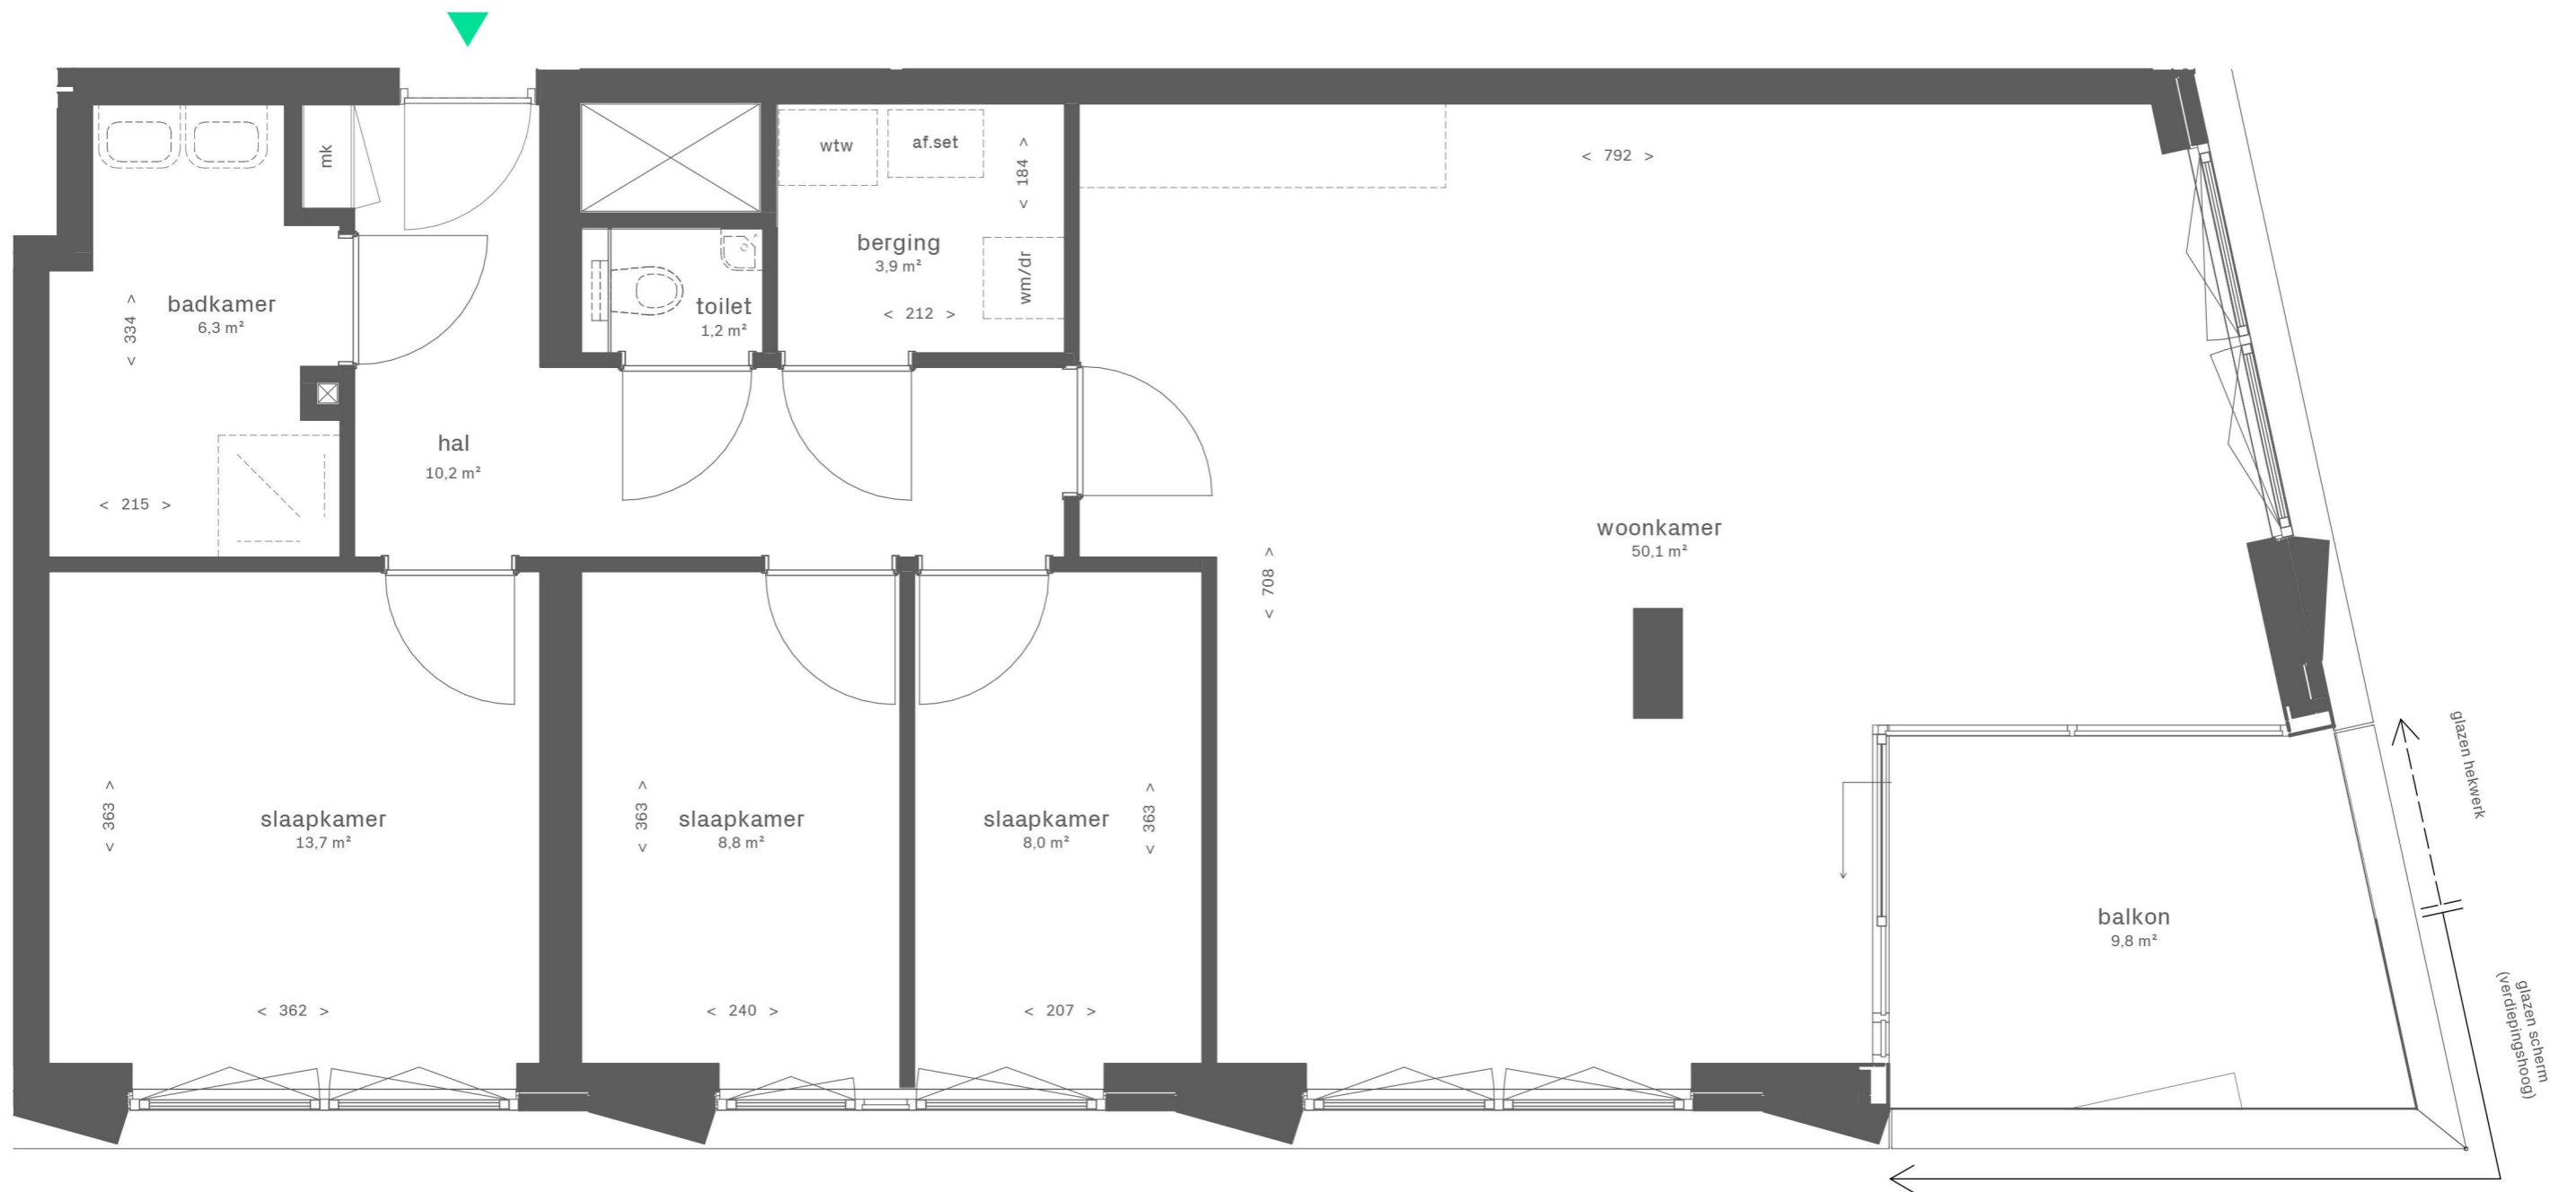 mk
wtw
af.set
< 184 >
< 792 >
berging
3,9 m²
wm/dr
< 212 >
badkamer
6,3 m²
< 334 >
toilet
1,2 m²
hal
10,2 m²
< 215 >
woonkamer
50,1 m²
< 708 >
< 363 >
slaapkamer
13,7 m²
< 363 >
slaapkamer
8,8 m²
slaapkamer
8,0 m²
< 363 >
glazen hekwerk
balkon
9,8 m²
< 362 >
< 240 >
< 207 >
glazen scherm
(verdiepingshoog)